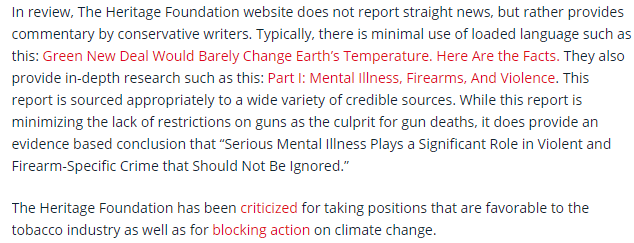 In review, The Heritage Foundation website does not report straight news, but rather provides
commentary by conservative writers. Typically, there is minimal use of loaded language such as
this: Green New Deal Would Barely Change Earth’s Temperature. Here Are the Facts. They also
provide in-depth research such as this: Part I: Mental Illness, Firearms, And Violence. This
report is sourced appropriately to a wide variety of credible sources. While this report is
minimizing the lack of restrictions on guns as the culprit for gun deaths, it does provide an
evidence based conclusion that “Serious Mental Illness Plays a Significant Role in Violent and
Firearm-Specific Crime that Should Not Be Ignored.”
The Heritage Foundation has been criticized for taking positions that are favorable to the
tobacco industry as well as for blocking action on climate change.